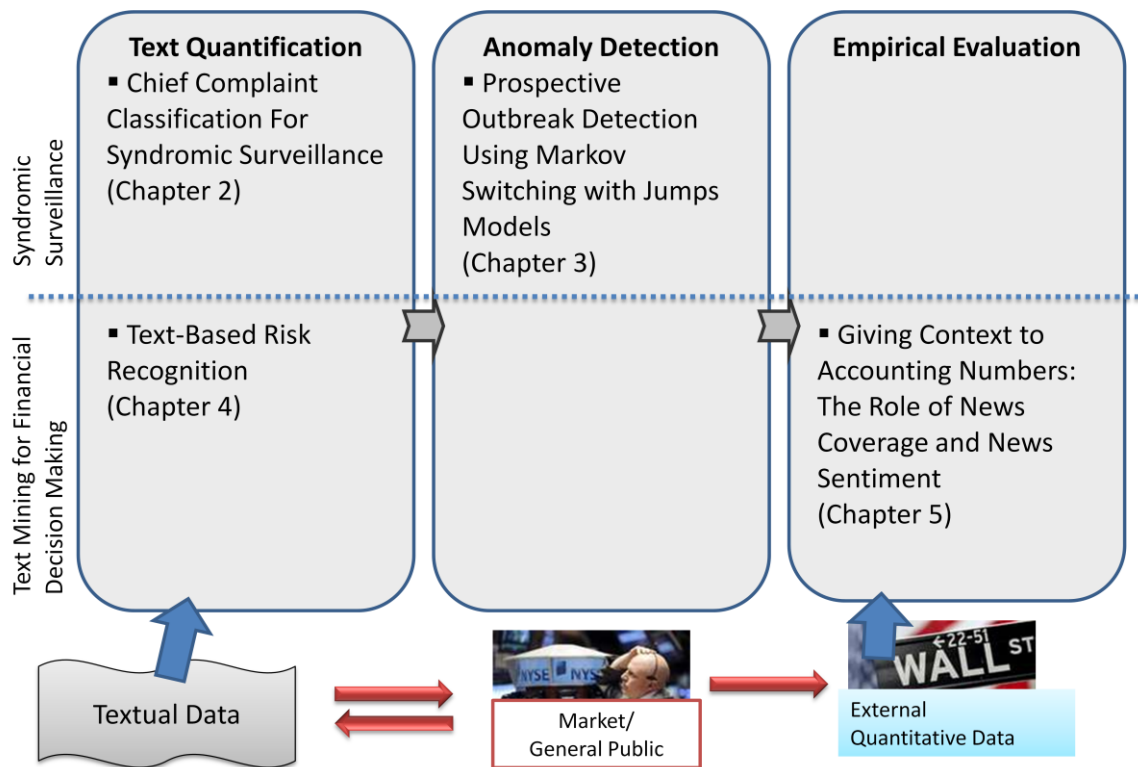 Text Quantification
▪ Chief Complaint
Classification For
Syndromic Surveillance
(Chapter 2)
Anomaly Detection
▪ Prospective
Outbreak Detection
Using Markov
Switching with Jumps
Models
(Chapter 3)
Empirical Evaluation
Syndromic
Surveillance
▪ Text-Based Risk
Recognition
(Chapter 4)
▪ Giving Context to
Accounting Numbers:
The Role of News
Coverage and News
Sentiment
(Chapter 5)
Text Mining for Financial
Decision Making
Textual Data
NYSE NYS
Market/
General Public
←22-51
WALL ST
External
Quantitative Data